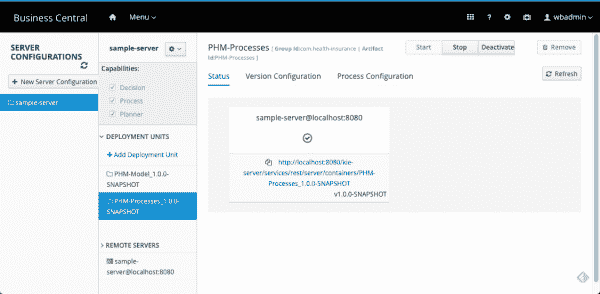 Business Central
Menu
?
wbadmin
SERVER
CONFIGURATIONS
+ New Server Configuration
sample-server
sample-server
Capabilities:
Decision
Process
Planner
DEPLOYMENT UNITS
+ Add Deployment Unit
PHM-Model_1.0.0-
SNAPSHOT
PHM-Processes_1.0.0-
SNAPSHOT
REMOTE SERVERS
sample-
server@localhost:8080
PHM-Processes [ Group Id:com.health-insurance | Artifact
Id:PHM-Processes ]
Start
Stop
Deactivate
Remove
Status
Version Configuration
Process Configuration
Refresh
sample-server@localhost:8080
http://localhost:8080/kie-
server/services/rest/server/containers/PHM-
Processes_1.0.0-SNAPSHOT
v1.0.0-SNAPSHOT